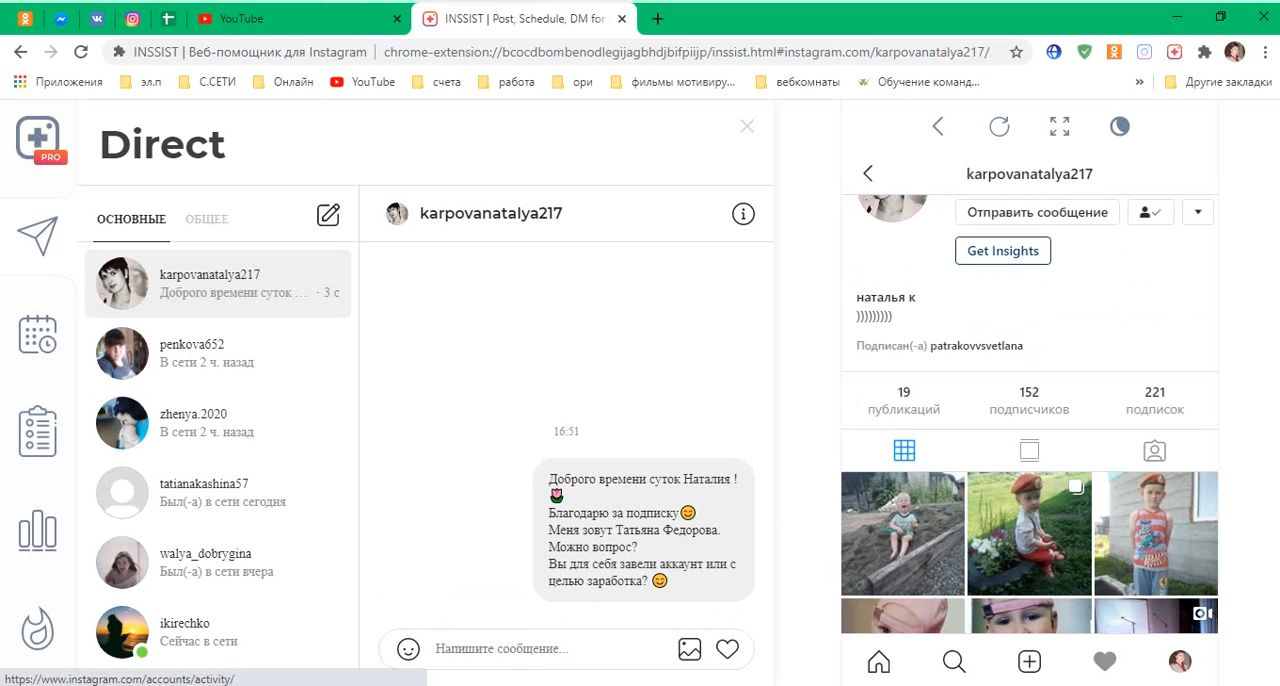 YouTube
INSSIST | Post, Schedule, DM for
INSSIST | Веб-помощник для Instagram
chrome-extension://bcocdbombenodlegijagbhdjbifpiijp/inssist.html#instagram.com/karpovanatalya217/
Приложения
эл.п
С.СЕТИ
Онлайн
YouTube
счета
работа
ори
фильмы мотивиру...
вебкомнаты
Обучение команд...
»
Другие закладки
PRO
Direct
ОСНОВНЫЕ
ОБЩЕЕ
karpovanatalya217
Доброго времени суток … · 3 с
penkova652
В сети 2 ч. назад
zhenya.2020
В сети 2 ч. назад
tatianakashina57
Был(-а) в сети сегодня
walya_dobrygina
Был(-а) в сети вчера
ikirechko
Сейчас в сети
https://www.instagram.com/accounts/activity/
karpovanatalya217
16:51
Доброго времени суток Наталия !
🌷
Благодарю за подписку😊
Меня зовут Татьяна Федорова.
Можно вопрос?
Вы для себя завели аккаунт или с
целью заработка? 😊
Напишите сообщение...
karpovanatalya217
Отправить сообщение
Get Insights
наталья к
)))))))))
Подписан(-а) patrakovvsvetlana
19
публикаций
152
подписчиков
221
подписок